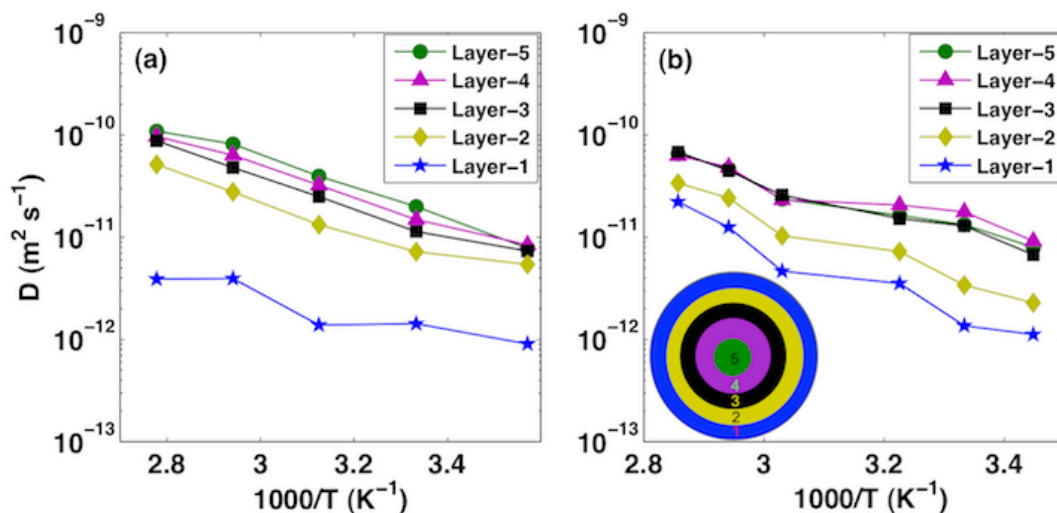 (a)
Layer-5
Layer-4
Layer-3
Layer-2
Layer-1
10⁻⁹
10⁻¹⁰
10⁻¹¹
10⁻¹²
10⁻¹³
D (m² s⁻¹)
2.8 3 3.2 3.4
1000/T (K⁻¹)
(b)
Layer-5
Layer-4
Layer-3
Layer-2
Layer-1
10⁻⁹
10⁻¹⁰
10⁻¹¹
10⁻¹²
10⁻¹³
5
4
3
2
1
2.8 3 3.2 3.4
1000/T (K⁻¹)